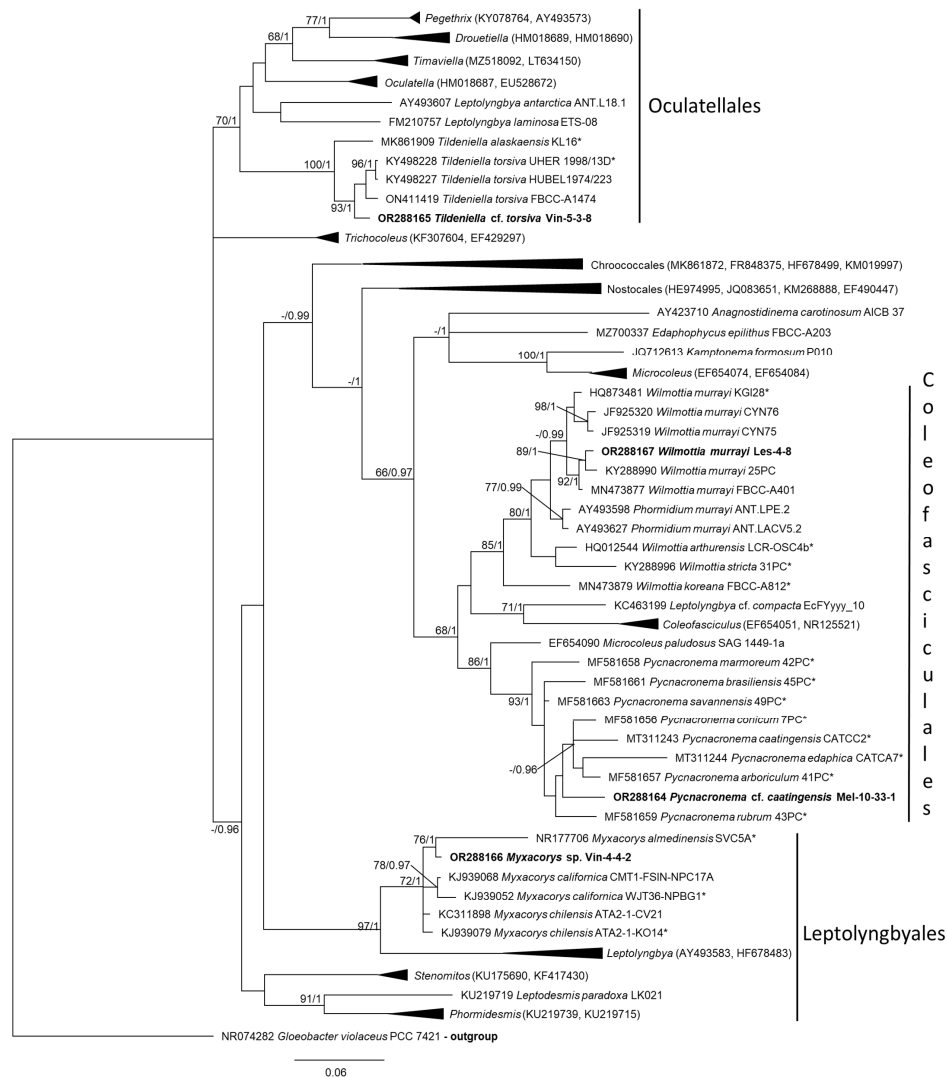 77/1
Pegethrix (KY078764, AY493573)
Drouetiella (HM018689, HM018690)
68/1
Timaviella (MZ518092, LT634150)
Oculatella (HM018687, EU528672)
AY493607 Leptolyngbya antarctica ANT.L18.1
Oculatellales
70/1
FM210757 Leptolyngbya laminosa ETS-08
MK861909 Tildeniella alaskaensis KL16*
100/1
96/1
KY498228 Tildeniella torsiva UHER 1998/13D*
KY498227 Tildeniella torsiva HUBEL1974/223
ON411419 Tildeniella torsiva FBCC-A1474
93/1
OR288165 Tildeniella cf. torsiva Vin-5-3-8
Trichocoleus (KF307604, EF429297)
Chroococcales (MK861872, FR848375, HF678499, KM019997)
Nostocales (HE974995, JQ083651, KM268888, EF490447)
-/0.99
AY423710 Anagnostidinema carotinosum AICB 37
-/1
MZ700337 Edaphophycus epilithus FBCC-A203
100/1
JQ712613 Kamptonema formosum P010
Microcoleus (EF654074, EF654084)
-/1
Coleofasciculales
HQ873481 Wilmottia murrayi KGI28*
98/1
JF925320 Wilmottia murrayi CYN76
JF925319 Wilmottia murrayi CYN75
-/0.99
OR288167 Wilmottia murrayi Les-4-8
89/1
KY288990 Wilmottia murrayi 25PC
66/0.97
92/1
MN473877 Wilmottia murrayi FBCC-A401
77/0.99
AY493598 Phormidium murrayi ANT.LPE.2
80/1
AY493627 Phormidium murrayi ANT.LACV5.2
HQ012544 Wilmottia arthurensis LCR-OSC4b*
85/1
KY288996 Wilmottia stricta 31PC*
MN473879 Wilmottia koreana FBCC-A812*
71/1
KC463199 Leptolyngbya cf. compacta EcFYyyy_10
Coleofasciculus (EF654051, NR125521)
68/1
EF654090 Microcoleus paludosus SAG 1449-1a
86/1
MF581658 Pycnacronema marmoreum 42PC*
MF581661 Pycnacronema brasiliensis 45PC*
93/1
MF581663 Pycnacronema savannensis 49PC*
MF581656 Pycnacronema conicum 7PC*
MT311243 Pycnacronema caatingensis CATCC2*
MT311244 Pycnacronema edaphica CATCA7*
-/0.96
MF581657 Pycnacronema arboriculum 41PC*
OR288164 Pycnacronema cf. caatingensis Mel-10-33-1
MF581659 Pycnacronema rubrum 43PC*
-/0.96
76/1
NR177706 Myxacorys almedinensis SVC5A*
OR288166 Myxacorys sp. Vin-4-4-2
78/0.97
KJ939068 Myxacorys californica CMT1-FSIN-NPC17A
72/1
KJ939052 Myxacorys californica WJT36-NPBG1*
KC311898 Myxacorys chilensis ATA2-1-CV21
97/1
KJ939079 Myxacorys chilensis ATA2-1-KO14*
Leptolyngbyales
Leptolyngbya (AY493583, HF678483)
Stenomitos (KU175690, KF417430)
91/1
KU219719 Leptodesmis paradoxa LK021
Phormidesmis (KU219739, KU219715)
NR074282 Gloeobacter violaceus PCC 7421 - outgroup
0.06